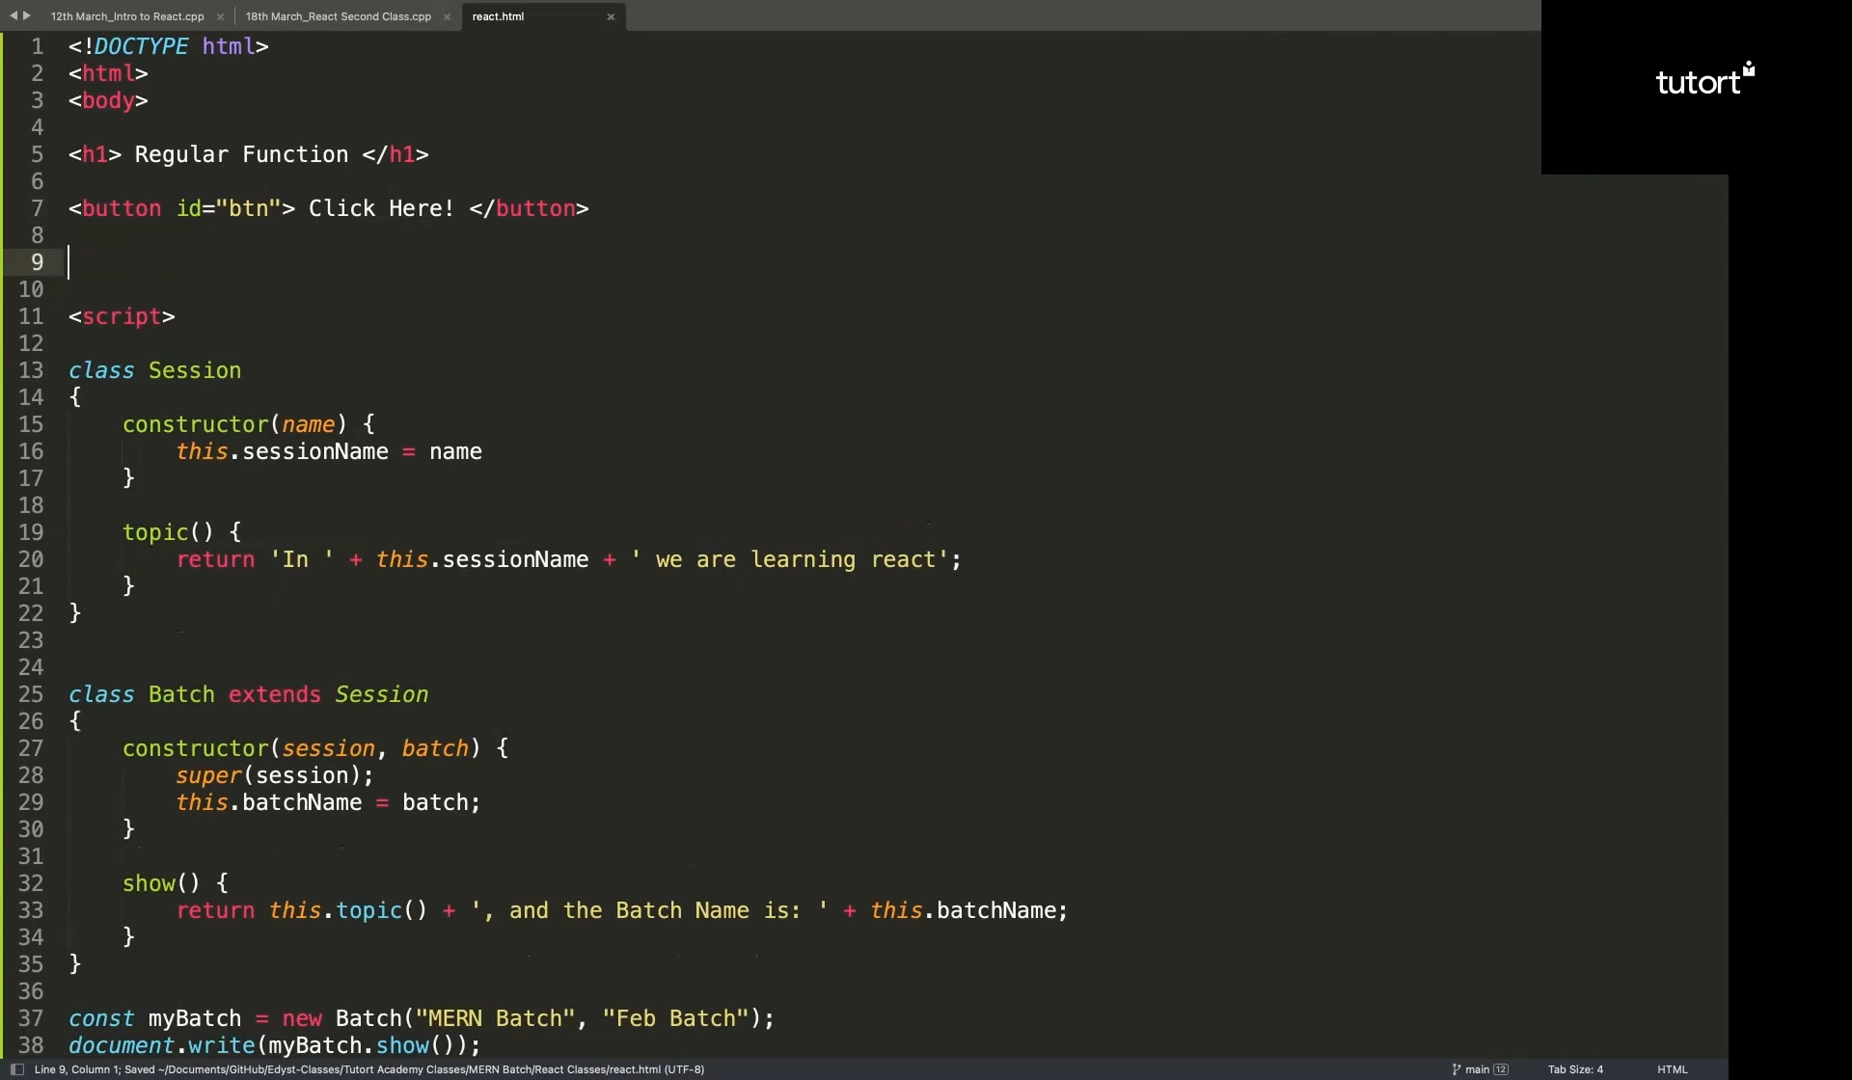 12th March_Intro to React.cpp × 18th March_React Second Class.cpp × react.html ×
tutort
1 <!DOCTYPE html>
2 <html>
3 <body>
4
5 <h1> Regular Function </h1>
6
7 <button id="btn"> Click Here! </button>
8
9
10
11 <script>
12
13 class Session
14 {
15     constructor(name) {
16         this.sessionName = name
17     }
18
19     topic() {
20         return 'In ' + this.sessionName + ' we are learning react';
21     }
22 }
23
24
25 class Batch extends Session
26 {
27     constructor(session, batch) {
28         super(session);
29         this.batchName = batch;
30     }
31
32     show() {
33         return this.topic() + ', and the Batch Name is: ' + this.batchName;
34     }
35 }
36
37 const myBatch = new Batch("MERN Batch", "Feb Batch");
38 document.write(myBatch.show());
Line 9, Column 1; Saved ~/Documents/GitHub/Edyst-Classes/Tutort Academy Classes/MERN Batch/React Classes/react.html (UTF-8) main 12 Tab Size: 4 HTML